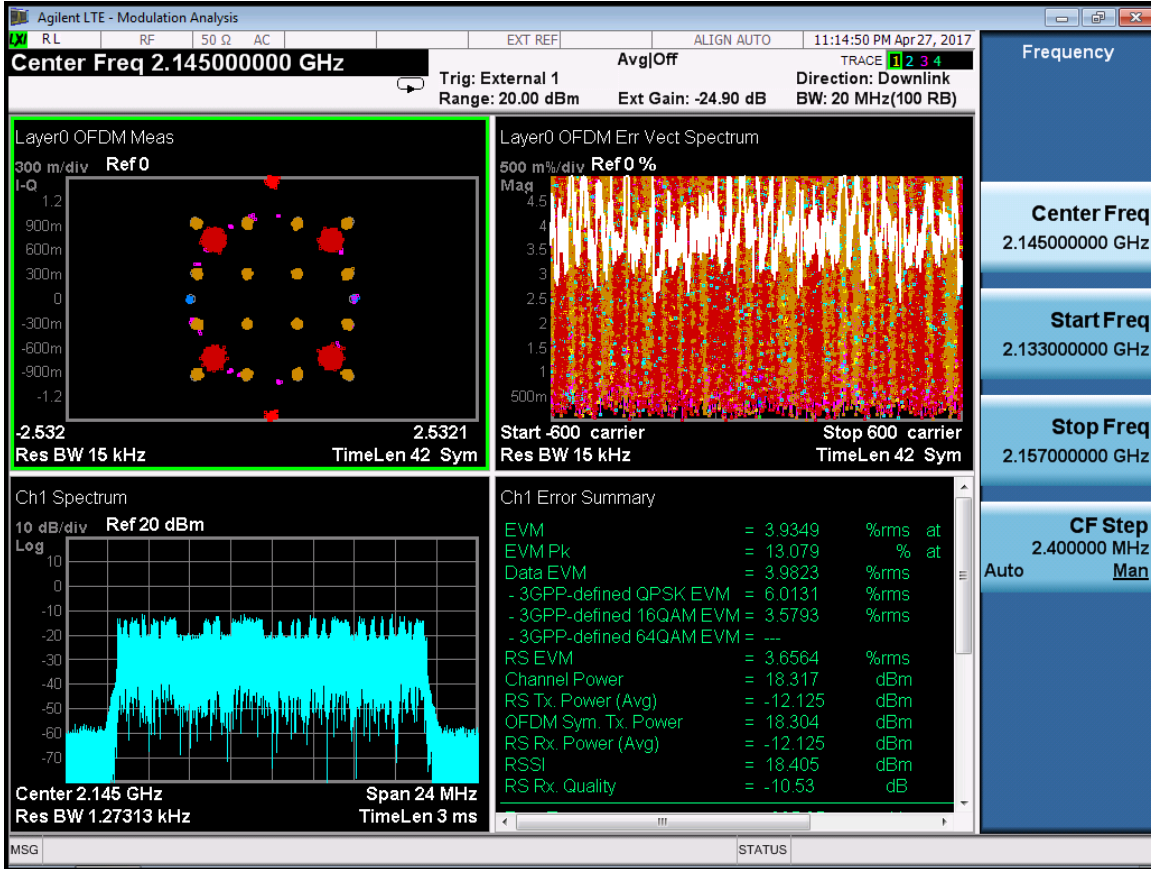 Agilent LTE - Modulation Analysis
LXI RL RF 50 Ω AC EXT REF ALIGN AUTO 11:14:50 PM Apr 27, 2017
Center Freq 2.145000000 GHz
Avg|Off
TRACE 1 2 3 4
Trig: External 1
Direction: Downlink
Range: 20.00 dBm
Ext Gain: -24.90 dB
BW: 20 MHz(100 RB)
Layer0 OFDM Meas
300 m/div Ref 0
I-Q
1.2
900m
600m
300m
0
-300m
-600m
-900m
-1.2
-2.532 2.5321
Res BW 15 kHz TimeLen 42 Sym
Layer0 OFDM Err Vect Spectrum
500 m%/div Ref 0 %
Mag
4.5
4
3.5
3
2.5
2
1.5
1
500m
Start -600 carrier Stop 600 carrier
Res BW 15 kHz TimeLen 42 Sym
Ch1 Spectrum
10 dB/div Ref 20 dBm
Log
10
0
-10
-20
-30
-40
-50
-60
-70
Center 2.145 GHz Span 24 MHz
Res BW 1.27313 kHz TimeLen 3 ms
Ch1 Error Summary
EVM = 3.9349 %rms at
EVM Pk = 13.079 % at
Data EVM = 3.9823 %rms
- 3GPP-defined QPSK EVM = 6.0131 %rms
- 3GPP-defined 16QAM EVM = 3.5793 %rms
- 3GPP-defined 64QAM EVM = ---
RS EVM = 3.6564 %rms
Channel Power = 18.317 dBm
RS Tx. Power (Avg) = -12.125 dBm
OFDM Sym. Tx. Power = 18.304 dBm
RS Rx. Power (Avg) = -12.125 dBm
RSSI = 18.405 dBm
RS Rx. Quality = -10.53 dB
Frequency
Center Freq
2.145000000 GHz
Start Freq
2.133000000 GHz
Stop Freq
2.157000000 GHz
CF Step
2.400000 MHz
Auto Man
MSG STATUS